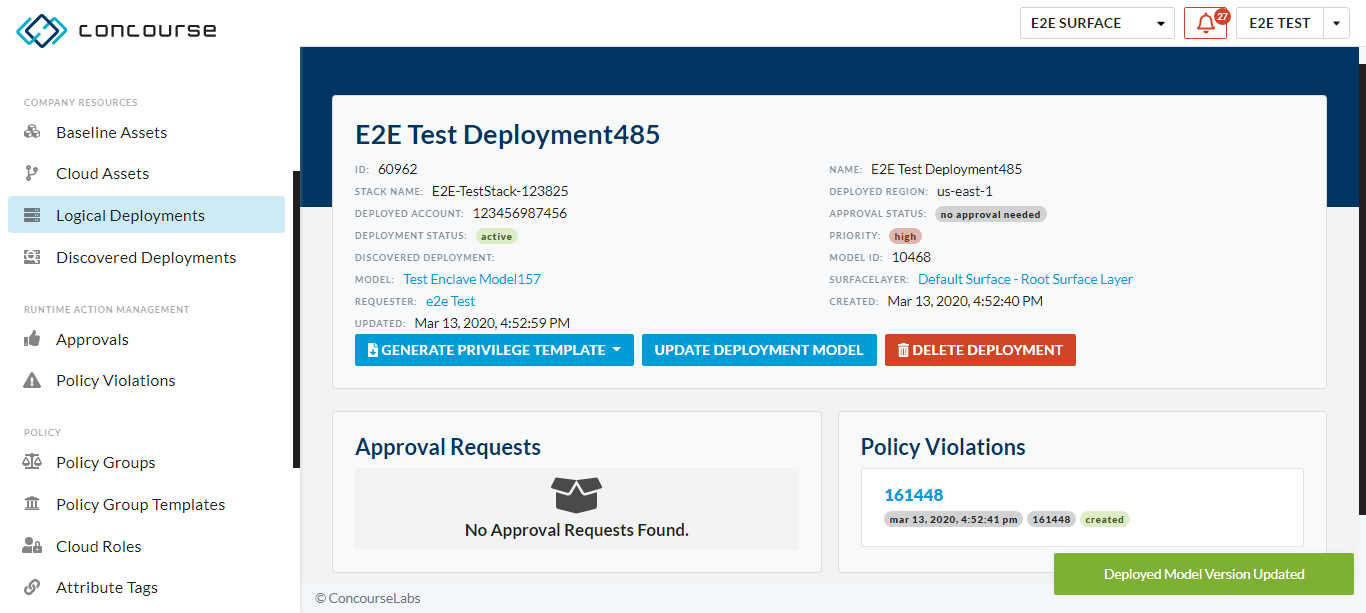 concourse
E2E SURFACE
27
E2E TEST
COMPANY RESOURCES
Baseline Assets
Cloud Assets
Logical Deployments
Discovered Deployments
RUNTIME ACTION MANAGEMENT
Approvals
Policy Violations
POLICY
Policy Groups
Policy Group Templates
Cloud Roles
Attribute Tags
E2E Test Deployment485
ID: 60962
STACK NAME: E2E-TestStack-123825
DEPLOYED ACCOUNT: 123456987456
DEPLOYMENT STATUS: active
DISCOVERED DEPLOYMENT:
MODEL: Test Enclave Model157
REQUESTER: e2e Test
UPDATED: Mar 13, 2020, 4:52:59 PM
NAME: E2E Test Deployment485
DEPLOYED REGION: us-east-1
APPROVAL STATUS: no approval needed
PRIORITY: high
MODEL ID: 10468
SURFACELAYER: Default Surface - Root Surface Layer
CREATED: Mar 13, 2020, 4:52:40 PM
GENERATE PRIVILEGE TEMPLATE
UPDATE DEPLOYMENT MODEL
DELETE DEPLOYMENT
Approval Requests
No Approval Requests Found.
Policy Violations
161448
mar 13, 2020, 4:52:41 pm 161448 created
Deployed Model Version Updated
© ConcourseLabs